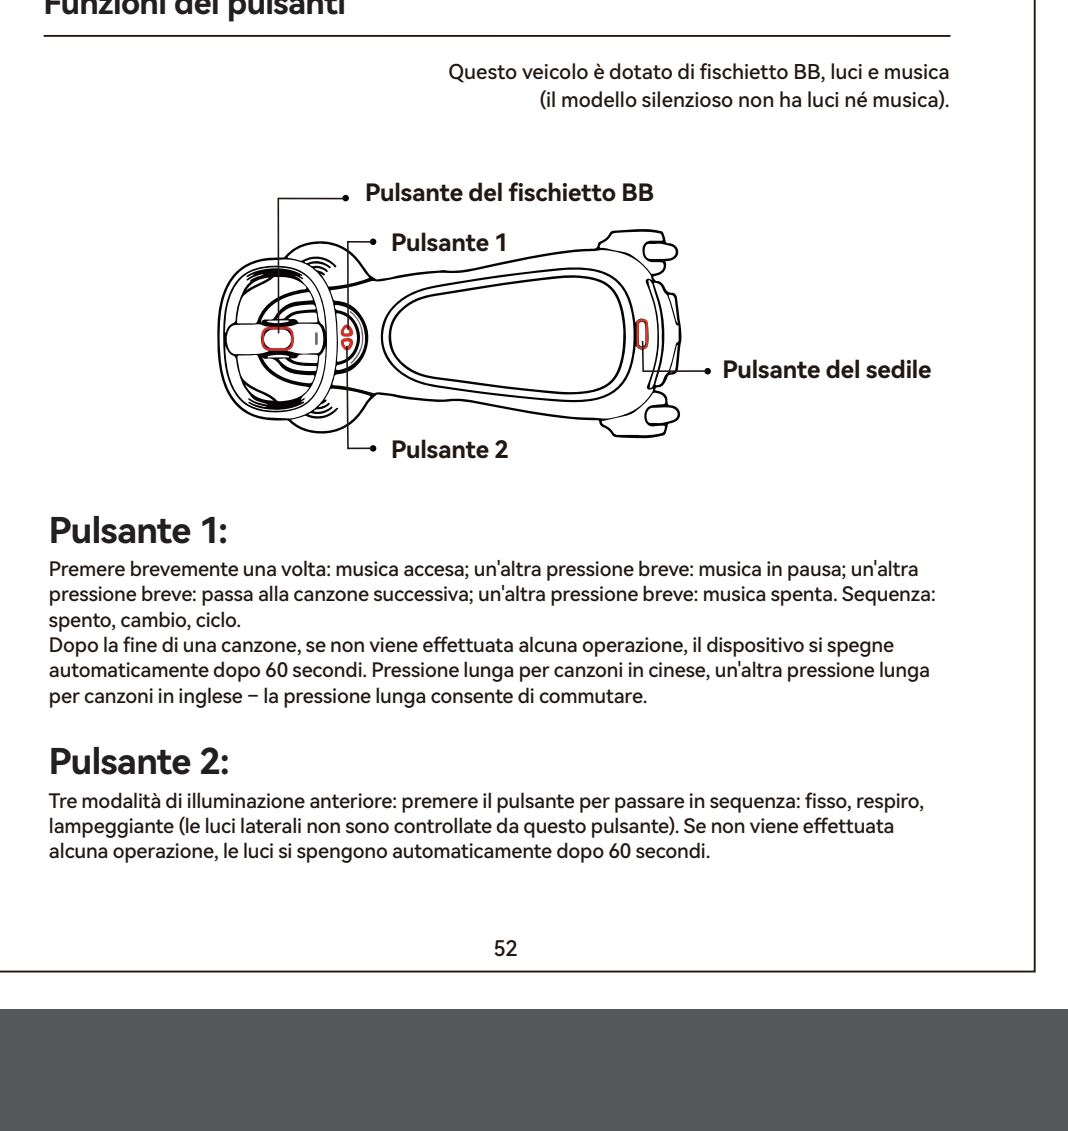 Funzioni dei pulsanti
Questo veicolo è dotato di fischietto BB, luci e musica
(il modello silenzioso non ha luci né musica).
Pulsante del fischietto BB
Pulsante 1
Pulsante del sedile
Pulsante 2
Pulsante 1:
Premere brevemente una volta: musica accesa; un'altra pressione breve: musica in pausa; un'altra
pressione breve: passa alla canzone successiva; un'altra pressione breve: musica spenta. Sequenza:
spento, cambio, ciclo.
Dopo la fine di una canzone, se non viene effettuata alcuna operazione, il dispositivo si spegne
automaticamente dopo 60 secondi. Pressione lunga per canzoni in cinese, un'altra pressione lunga
per canzoni in inglese – la pressione lunga consente di commutare.
Pulsante 2:
Tre modalità di illuminazione anteriore: premere il pulsante per passare in sequenza: fisso, respiro,
lampeggiante (le luci laterali non sono controllate da questo pulsante). Se non viene effettuata
alcuna operazione, le luci si spengono automaticamente dopo 60 secondi.
52